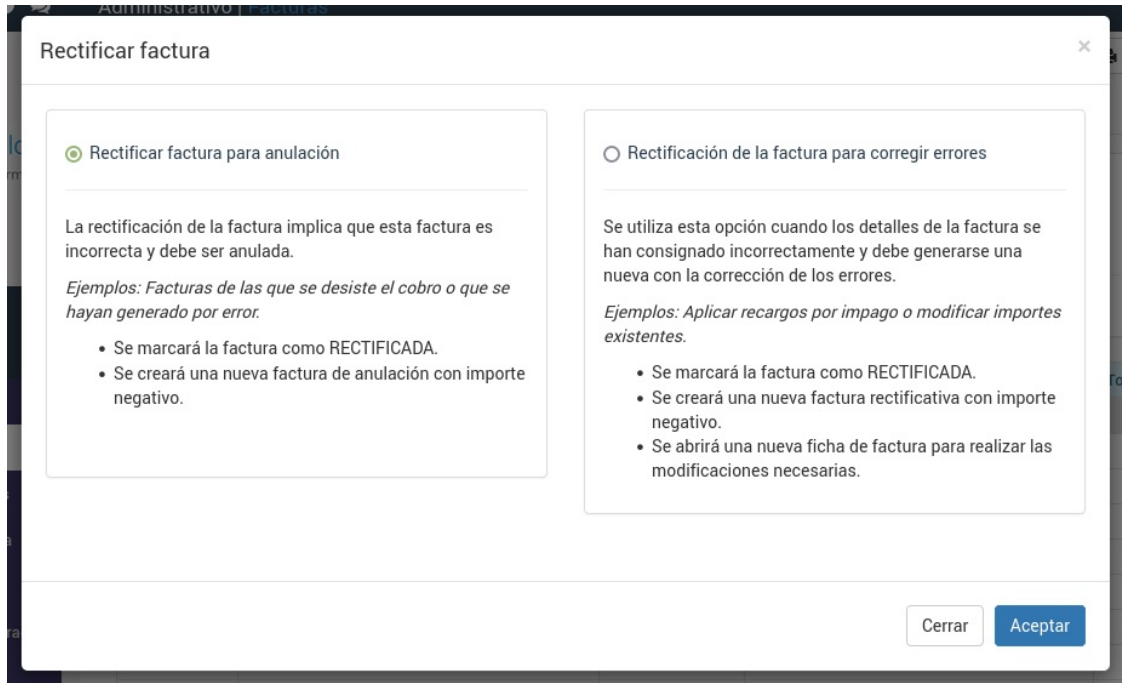 Administrativo | Facturas
Rectificar factura
×
Rectificar factura para anulación
La rectificación de la factura implica que esta factura es
incorrecta y debe ser anulada.
Ejemplos: Facturas de las que se desiste el cobro o que se
hayan generado por error.
• Se marcará la factura como RECTIFICADA.
• Se creará una nueva factura de anulación con importe
negativo.
Rectificación de la factura para corregir errores
Se utiliza esta opción cuando los detalles de la factura se
han consignado incorrectamente y debe generarse una
nueva con la corrección de los errores.
Ejemplos: Aplicar recargos por impago o modificar importes
existentes.
• Se marcará la factura como RECTIFICADA.
• Se creará una nueva factura rectificativa con importe
negativo.
• Se abrirá una nueva ficha de factura para realizar las
modificaciones necesarias.
Cerrar
Aceptar